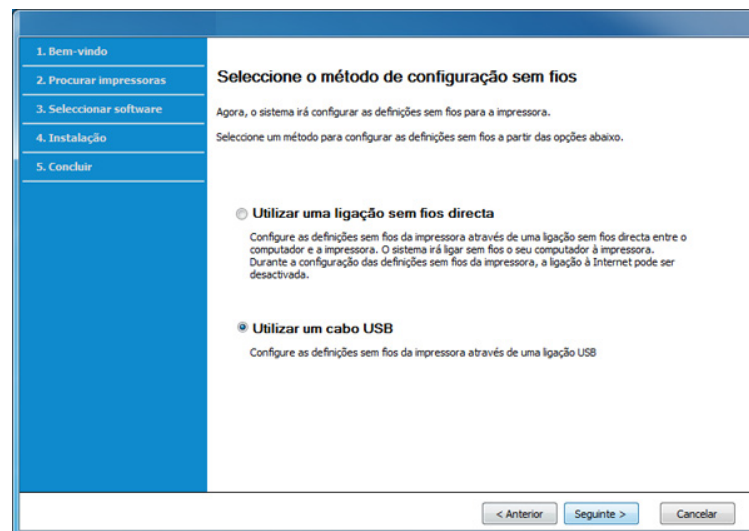 1. Bem-vindo
2. Procurar impressoras
3. Seleccionar software
4. Instalação
5. Concluir
Seleccione o método de configuração sem fios
Agora, o sistema irá configurar as definições sem fios para a impressora.
Seleccione um método para configurar as definições sem fios a partir das opções abaixo.
Utilizar uma ligação sem fios directa
Configure as definições sem fios da impressora através de uma ligação sem fios directa entre o
computador e a impressora. O sistema irá ligar sem fios o seu computador à impressora.
Durante a configuração das definições sem fios da impressora, a ligação à Internet pode ser
desactivada.
Utilizar um cabo USB
Configure as definições sem fios da impressora através de uma ligação USB
< Anterior
Seguinte >
Cancelar